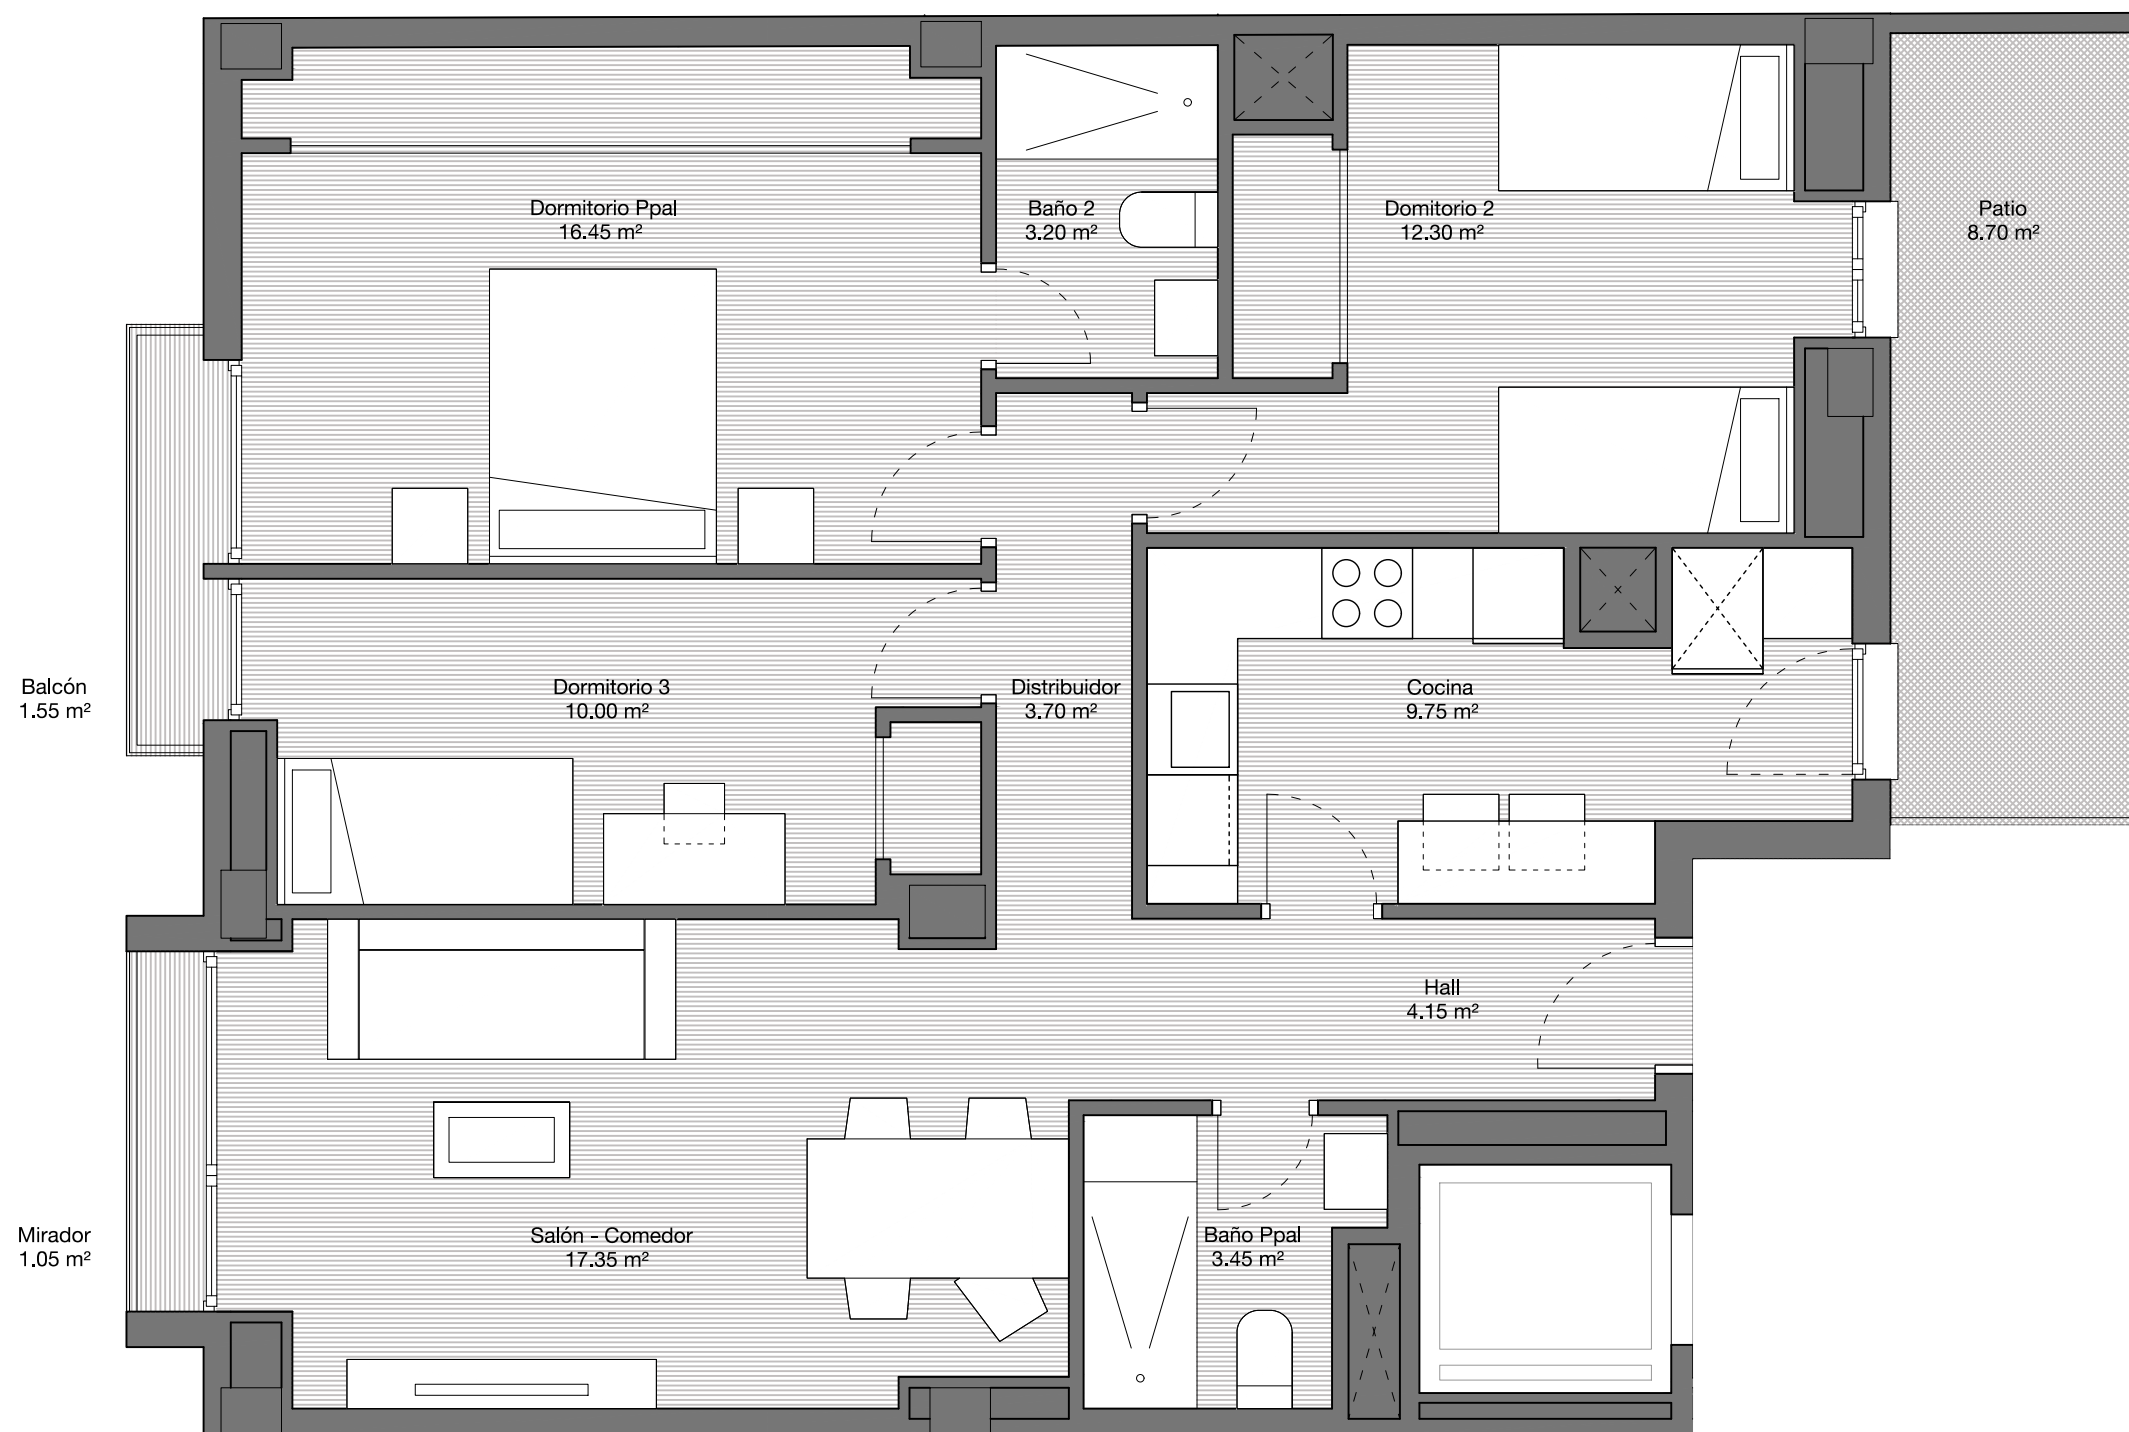 Dormitorio Ppal
16.45 m²
Baño 2
3.20 m²
Domitorio 2
12.30 m²
Patio
8.70 m²
Balcón
1.55 m²
Dormitorio 3
10.00 m²
Distribuidor
3.70 m²
Cocina
9.75 m²
Hall
4.15 m²
Mirador
1.05 m²
Salón - Comedor
17.35 m²
Baño Ppal
3.45 m²